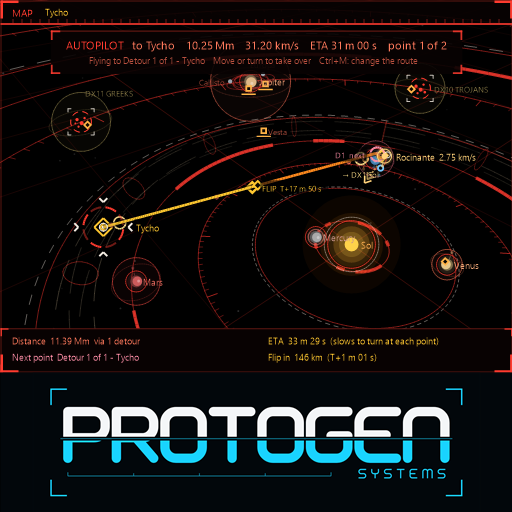 MAP Tycho
AUTOPILOT to Tycho 10.25 Mm 31.20 km/s ETA 31 m 00 s point 1 of 2
Flying to Detour 1 of 1 - Tycho Move or turn to take over Ctrl+M: change the route
Callisto Jupiter
DX11 GREEKS
DX10 TROJANS
Vesta
D1 next
Rocinante 2.75 km/s
FLIP T+17 m 50 s
Tycho
Mercury
Sol
Venus
Mars
Distance 11.39 Mm via 1 detour
ETA 33 m 29 s (slows to turn at each point)
Next point Detour 1 of 1 - Tycho
Flip in 146 km (T+1 m 01 s)
PROTOGEN
SYSTEMS